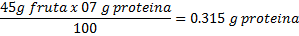 45g fruta x 07 g proteina
100
= 0.315 g proteina